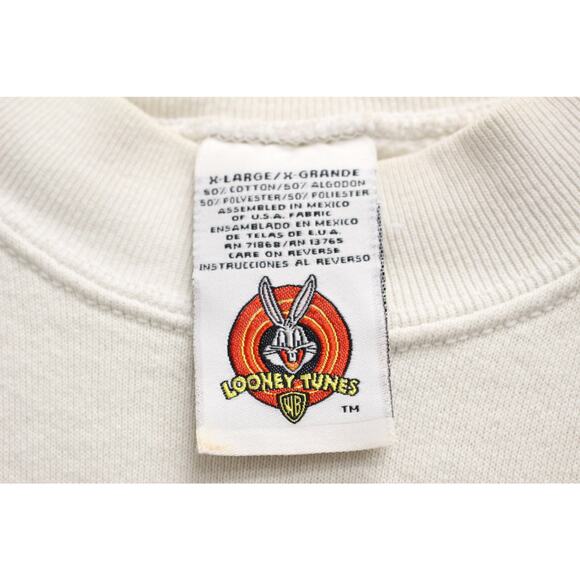 X-LARGE/X-GRANDE
50% COTTON/50% ALGODON
50% POLYESTER/50% POLIESTER
ASSEMBLED IN MEXICO
OF U.S.A. FABRIC
ENSAMBLADO EN MEXICO
DE TELAS DE E.U.A.
RN 71868/RN 13765
CARE ON REVERSE
INSTRUCCIONES AL REVERSO
LOONEY TUNES
WB
TM